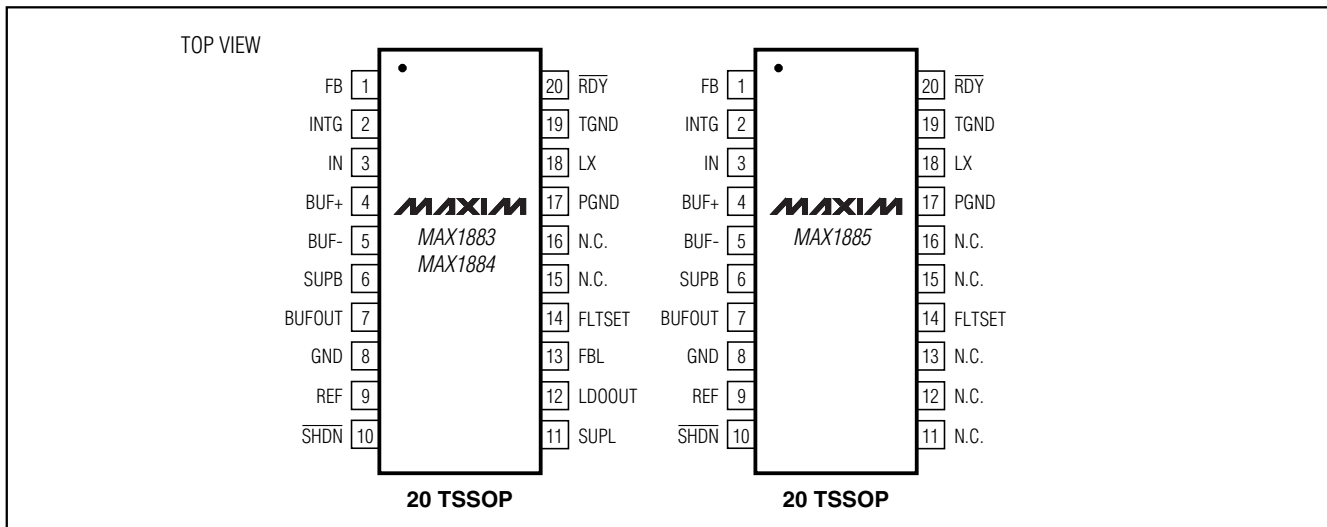 TOP VIEW
FB 1
INTG 2
IN 3
BUF+ 4
BUF- 5
SUPB 6
BUFOUT 7
GND 8
REF 9
SHDN 10
MAXIM
MAX1883
MAX1884
20 RDY
19 TGND
18 LX
17 PGND
16 N.C.
15 N.C.
14 FLTSET
13 FBL
12 LDOOUT
11 SUPL
20 TSSOP
FB 1
INTG 2
IN 3
BUF+ 4
BUF- 5
SUPB 6
BUFOUT 7
GND 8
REF 9
SHDN 10
MAXIM
MAX1885
20 RDY
19 TGND
18 LX
17 PGND
16 N.C.
15 N.C.
14 FLTSET
13 N.C.
12 N.C.
11 N.C.
20 TSSOP